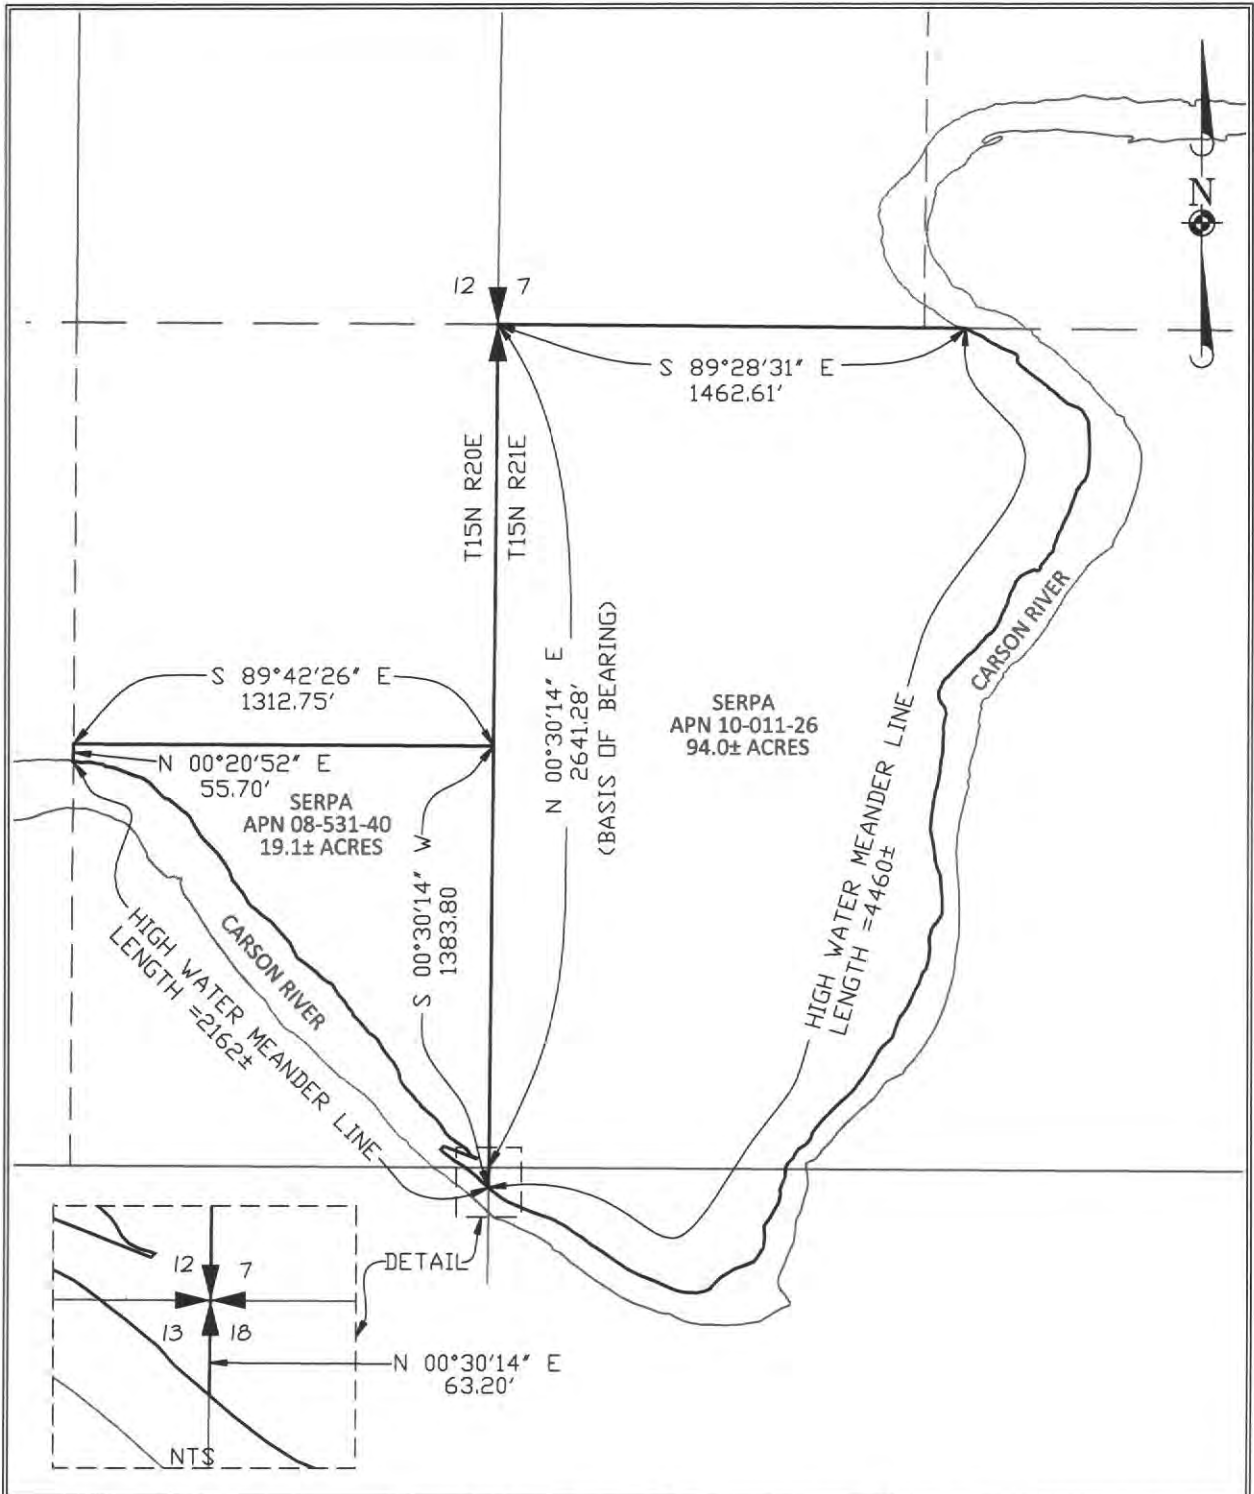 N
12 7
S 89°28'31" E
1462.61'
T15N R20E
T15N R21E
N 00°30'14" E
2641.28'
(BASIS OF BEARING)
CARSON RIVER
S 89°42'26" E
1312.75'
SERPA
APN 10-011-26
94.0± ACRES
N 00°20'52" E
55.70'
SERPA
APN 08-531-40
19.1± ACRES
S 00°30'14" W
1383.80
HIGH WATER MEANDER LINE
LENGTH =4460±
CARSON RIVER
HIGH WATER MEANDER LINE
LENGTH =2162±
DETAIL
12 7
13 18
N 00°30'14" E
63.20'
NTS